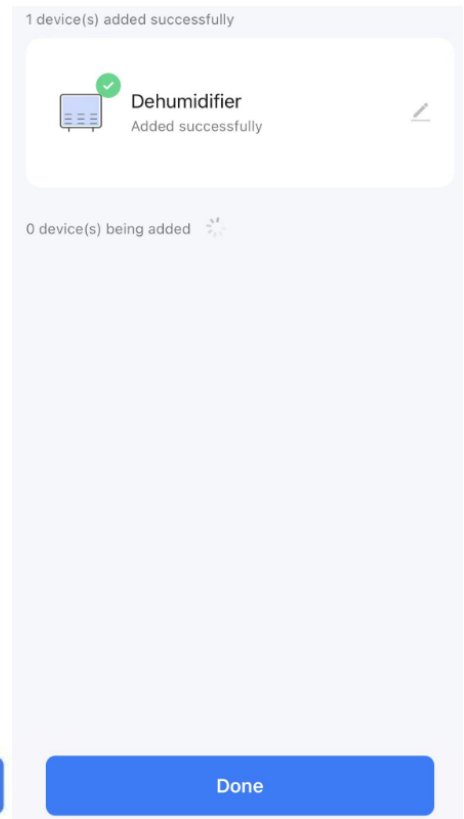 1 device(s) added successfully
Dehumidifier
Added successfully
0 device(s) being added
Done